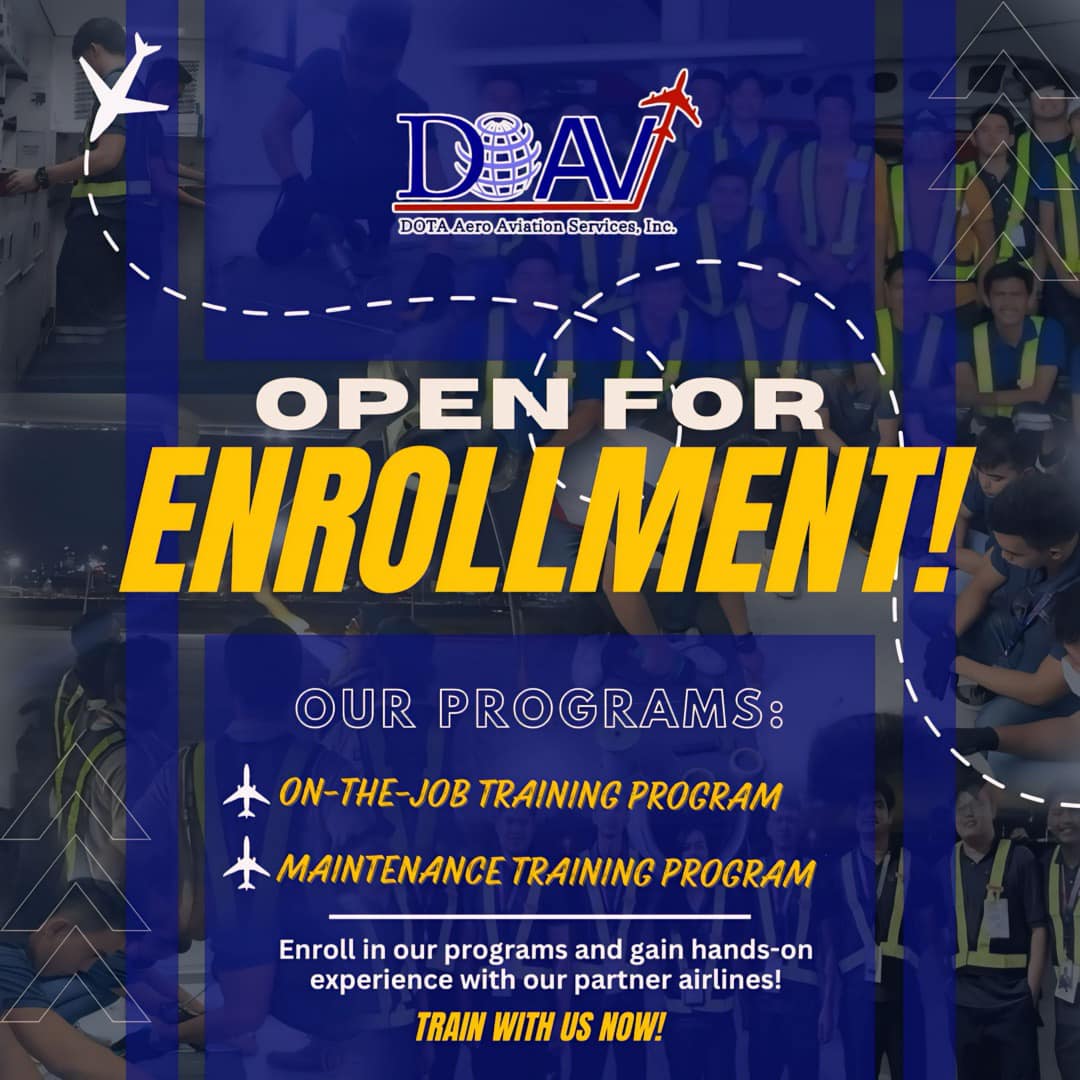 DOAV
DOTA Aero Aviation Services, Inc.
OPEN FOR
ENROLLMENT!
OUR PROGRAMS:
ON-THE-JOB TRAINING PROGRAM
MAINTENANCE TRAINING PROGRAM
Enroll in our programs and gain hands-on
experience with our partner airlines!
TRAIN WITH US NOW!